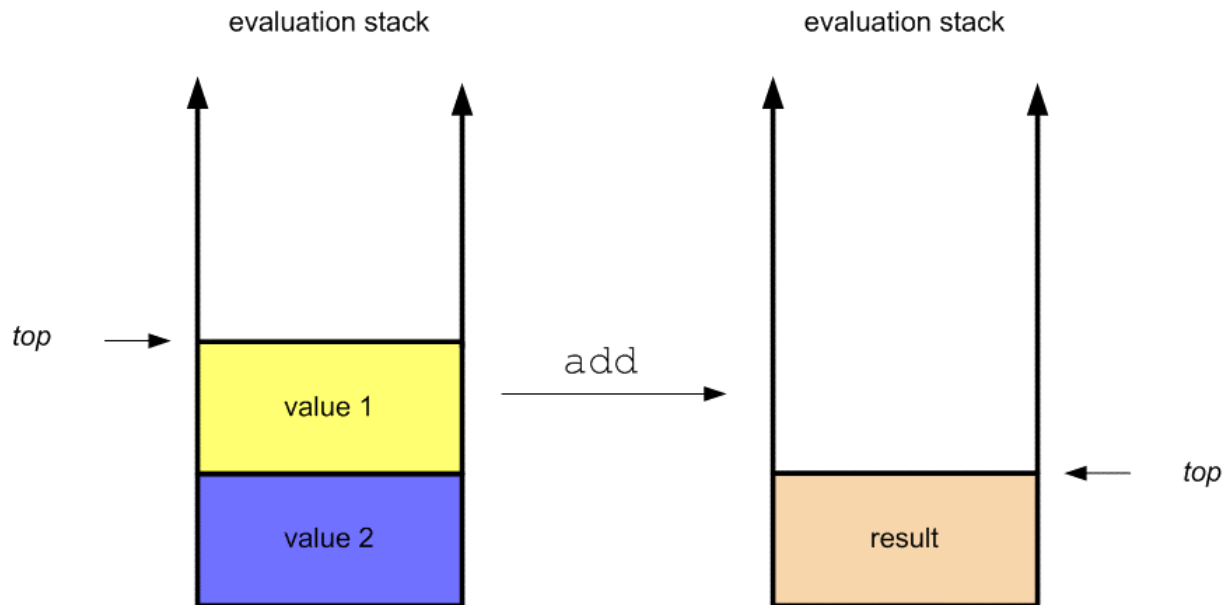 evaluation stack
evaluation stack
top
value 1
add
value 2
top
result